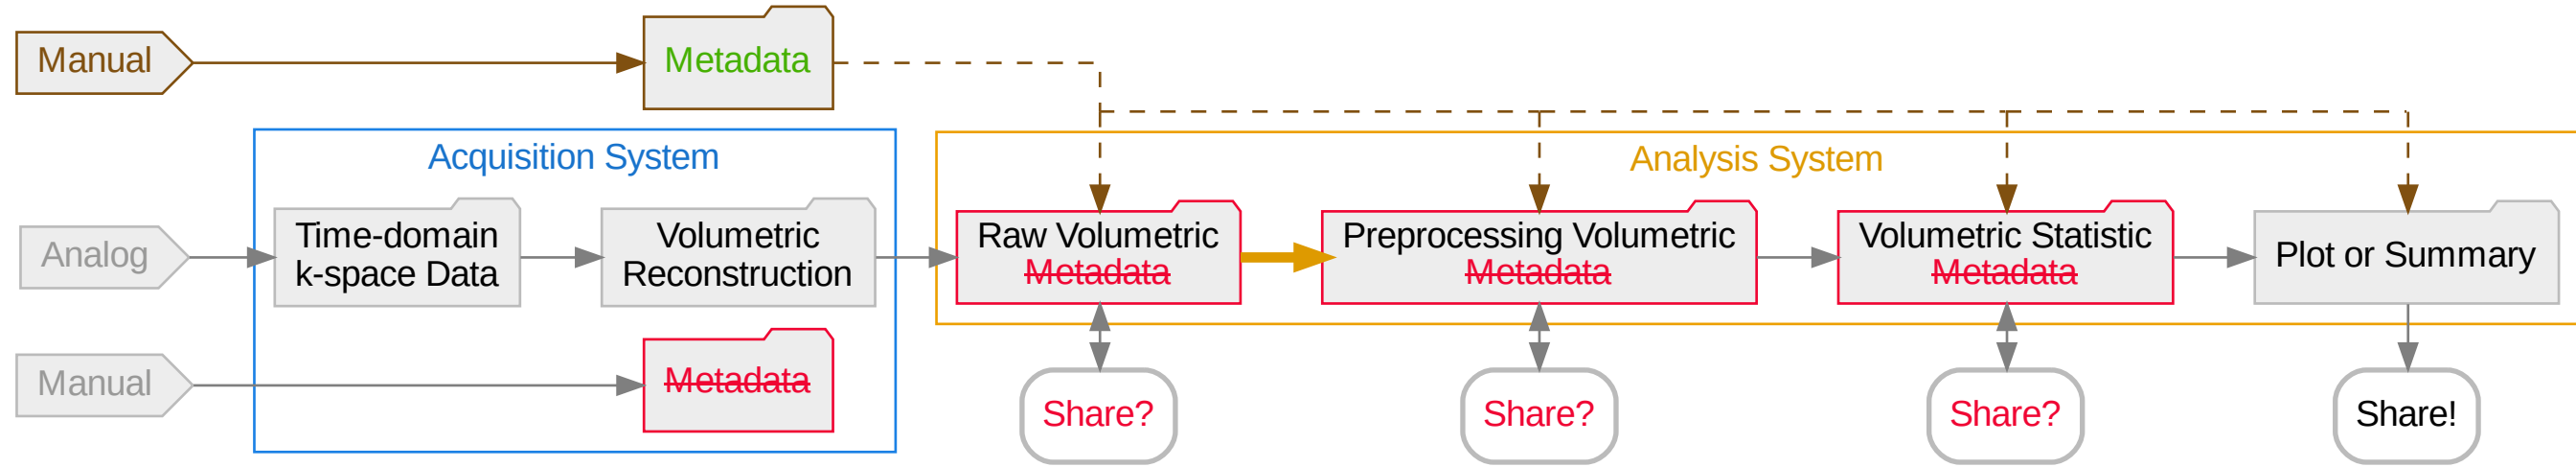 Manual
Metadata
Acquisition System
Analysis System
Analog
Time-domain
k-space Data
Volumetric
Reconstruction
Raw Volumetric
Metadata
Preprocessing Volumetric
Metadata
Volumetric Statistic
Metadata
Plot or Summary
Manual
Metadata
Share?
Share?
Share?
Share!